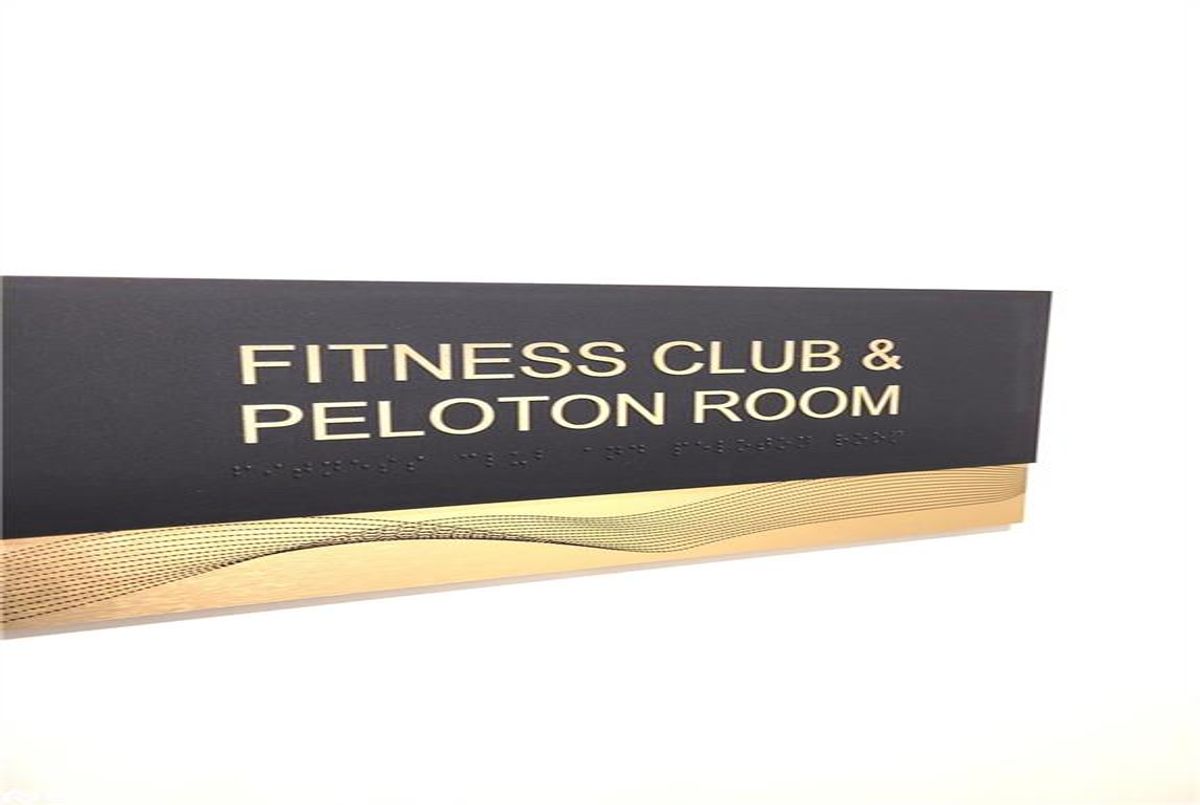 FITNESS CLUB &
PELOTON ROOM